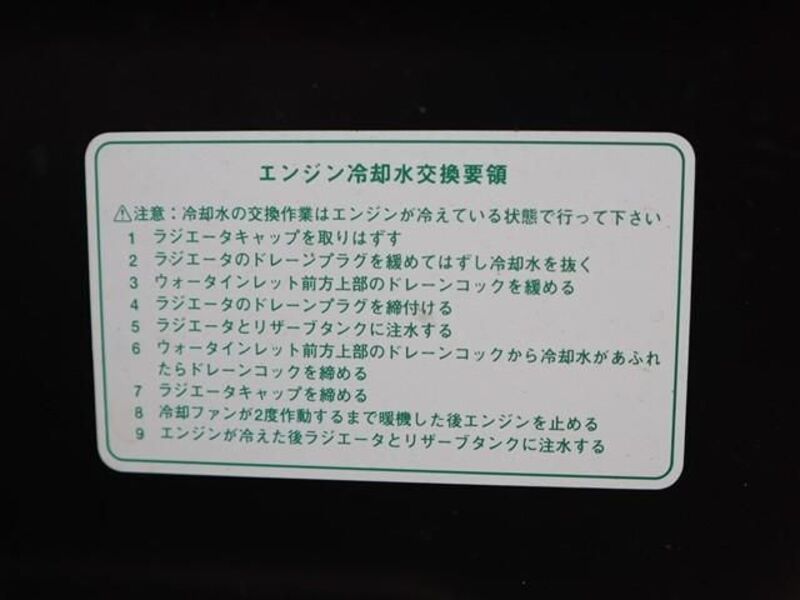 エンジン冷却水交換要領
⚠注意:冷却水の交換作業はエンジンが冷えている状態で行って下さい
1 ラジエータキャップを取りはずす
2 ラジエータのドレーンプラグを緩めてはずし冷却水を抜く
3 ウォータインレット前方上部のドレーンコックを緩める
4 ラジエータのドレーンプラグを締付ける
5 ラジエータとリザーブタンクに注水する
6 ウォータインレット前方上部のドレーンコックから冷却水があふれ
たらドレーンコックを締める
7 ラジエータキャップを締める
8 冷却ファンが2度作動するまで暖機した後エンジンを止める
9 エンジンが冷えた後ラジエータとリザーブタンクに注水する